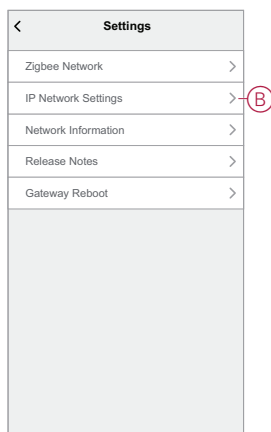 Settings
Zigbee Network
IP Network Settings
B
Network Information
Release Notes
Gateway Reboot